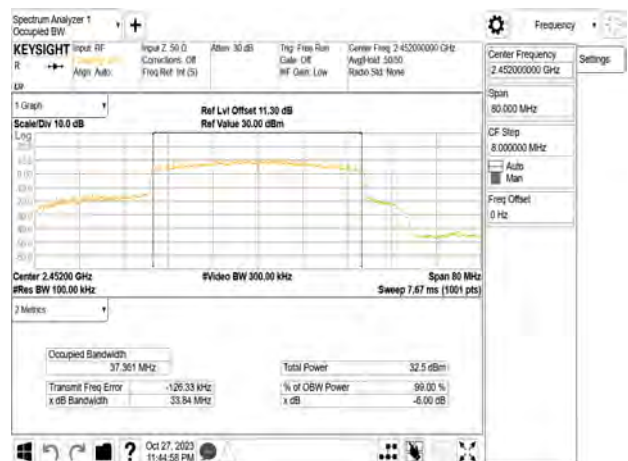 Spectrum Analyzer 1
Occupied BW
+
Frequency
KEYSIGHT Input: RF
Input Z: 50 Ω
Atten: 30 dB
Trig: Free Run
Center Freq: 2.452000000 GHz
R
Corrections: Off
Gate: Off
Avg|Hold: 50/50
Align: Auto
Freq Ref: Int (S)
#IF Gain: Low
Radio Std: None
Center Frequency
2.452000000 GHz
Settings
Span
80.000 MHz
CF Step
8.000000 MHz
Auto
Man
Freq Offset
0 Hz
1 Graph
Scale/Div 10.0 dB
Ref Lvl Offset 11.30 dB
Ref Value 30.00 dBm
Log
Center 2.45200 GHz
#Video BW 300.00 kHz
Span 80 MHz
#Res BW 100.00 kHz
Sweep 7.67 ms (1001 pts)
2 Metrics
Occupied Bandwidth
37.361 MHz
Total Power
32.5 dBm
Transmit Freq Error
-126.33 kHz
% of OBW Power
99.00 %
x dB Bandwidth
33.84 MHz
x dB
-6.00 dB
?
Oct 27, 2023
11:44:58 PM